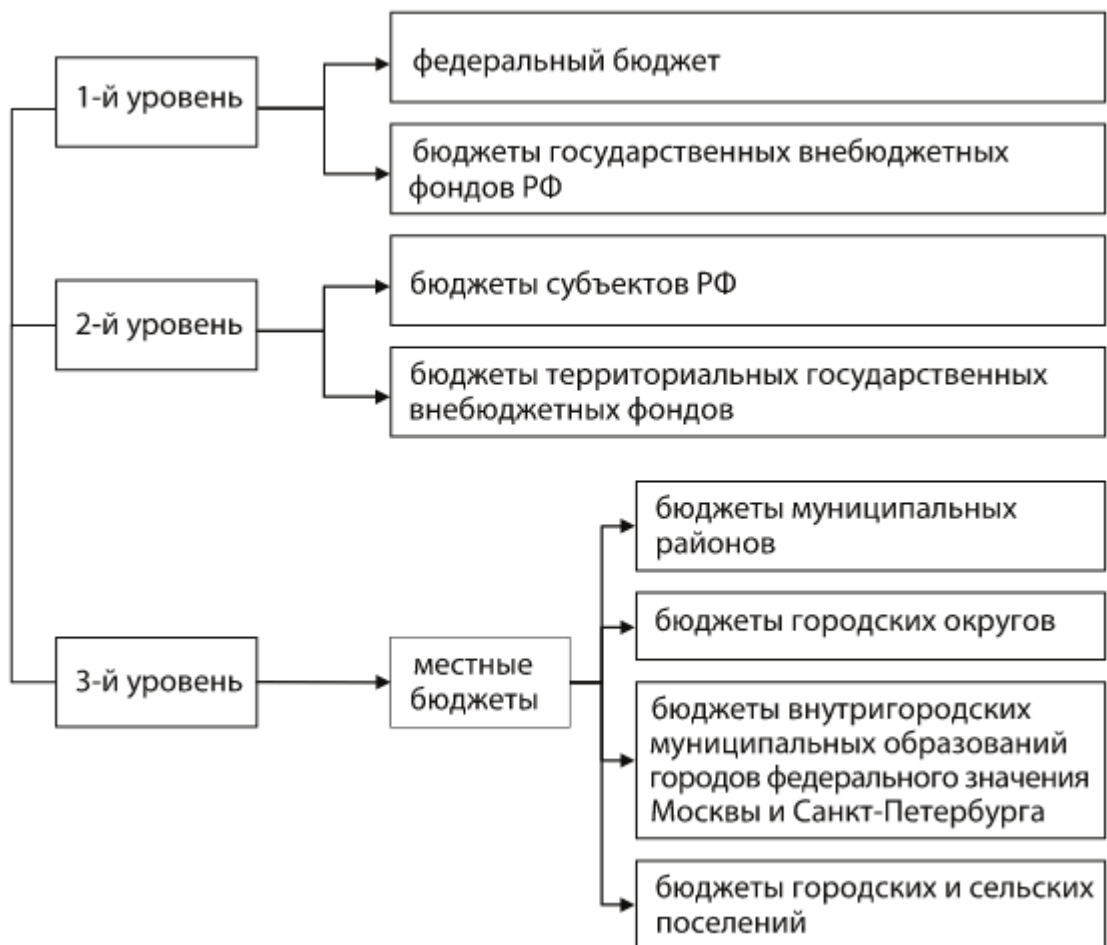 1-й уровень
федеральный бюджет
бюджеты государственных внебюджетных
фондов РФ
2-й уровень
бюджеты субъектов РФ
бюджеты территориальных государственных
внебюджетных фондов
3-й уровень
местные
бюджеты
бюджеты муниципальных
районов
бюджеты городских округов
бюджеты внутригородских
муниципальных образований
городов федерального значения
Москвы и Санкт-Петербурга
бюджеты городских и сельских
поселений